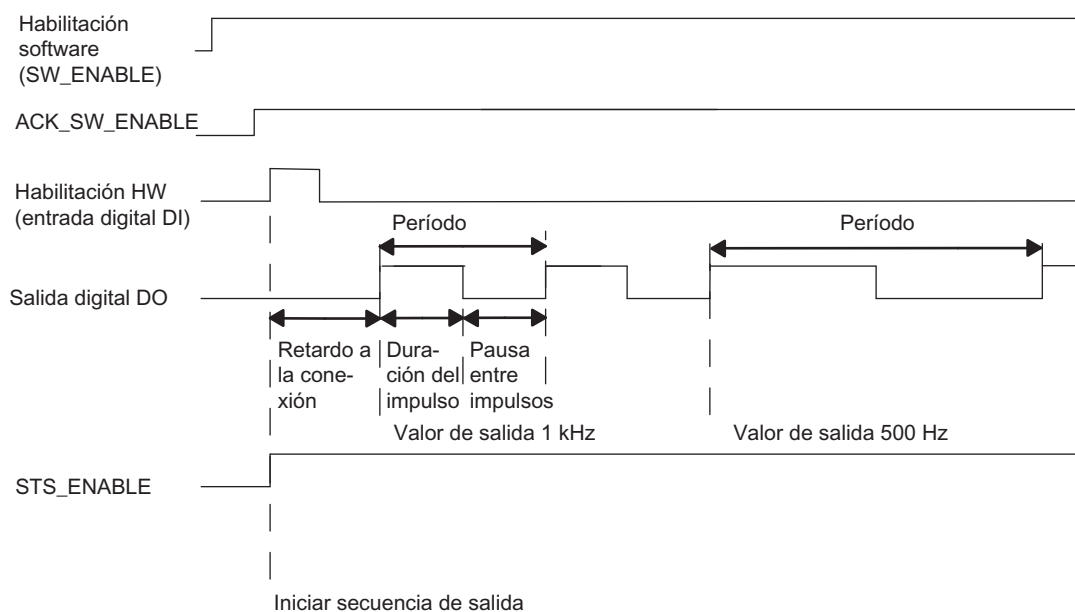 Habilitación
software
(SW_ENABLE)
ACK_SW_ENABLE
Habilitación HW
(entrada digital DI)
Período
Período
Salida digital DO
Retardo a
la cone-
xión
Dura-
ción del
impulso
Pausa
entre
impulsos
Valor de salida 1 kHz
Valor de salida 500 Hz
STS_ENABLE
Iniciar secuencia de salida